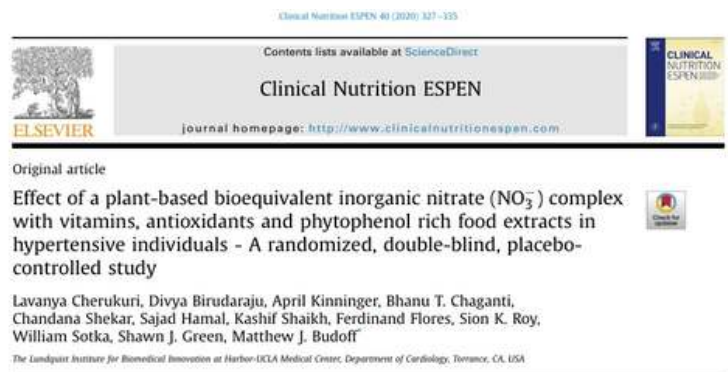 Clinical Nutrition ESPEN 40 (2020) 327-335
Contents lists available at ScienceDirect
Clinical Nutrition ESPEN
journal homepage: http://www.clinicalnutritionespen.com
ELSEVIER
CLINICAL
NUTRITION
ESPEN
Original article
Effect of a plant-based bioequivalent inorganic nitrate (NO₃⁻) complex
with vitamins, antioxidants and phytophenol rich food extracts in
hypertensive individuals - A randomized, double-blind, placebo-
controlled study
Check for
updates
Lavanya Cherukuri, Divya Birudaraju, April Kinninger, Bhanu T. Chaganti,
Chandana Shekar, Sajad Hamal, Kashif Shaikh, Ferdinand Flores, Sion K. Roy,
William Sotka, Shawn J. Green, Matthew J. Budoff*
The Lundquist Institute for Biomedical Innovation at Harbor-UCLA Medical Center, Department of Cardiology, Torrance, CA, USA